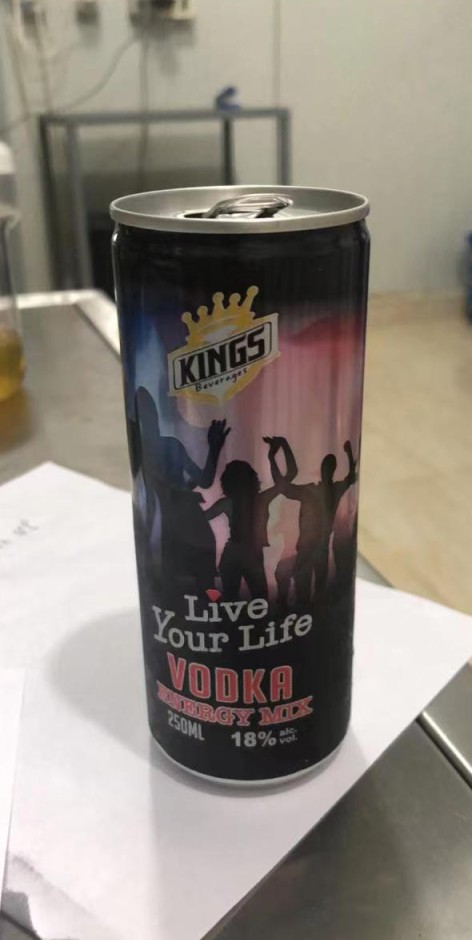 KINGS
Beverages
Live
Your Life
VODKA
ENERGY MIX
250ML
18% alc.
vol.